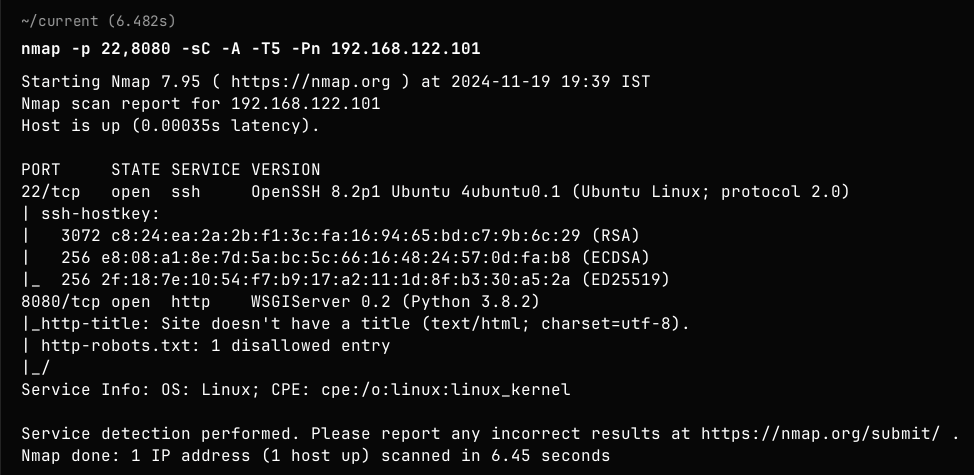 ~/current (6.482s)
nmap -p 22,8080 -sC -A -T5 -Pn 192.168.122.101
Starting Nmap 7.95 ( https://nmap.org ) at 2024-11-19 19:39 IST
Nmap scan report for 192.168.122.101
Host is up (0.00035s latency).
PORT     STATE SERVICE VERSION
22/tcp   open  ssh     OpenSSH 8.2p1 Ubuntu 4ubuntu0.1 (Ubuntu Linux; protocol 2.0)
| ssh-hostkey:
|   3072 c8:24:ea:2a:2b:f1:3c:fa:16:94:65:bd:c7:9b:6c:29 (RSA)
|   256 e8:08:a1:8e:7d:5a:bc:5c:66:16:48:24:57:0d:fa:b8 (ECDSA)
|_  256 2f:18:7e:10:54:f7:b9:17:a2:11:1d:8f:b3:30:a5:2a (ED25519)
8080/tcp open  http    WSGIServer 0.2 (Python 3.8.2)
|_http-title: Site doesn't have a title (text/html; charset=utf-8).
| http-robots.txt: 1 disallowed entry
|_/
Service Info: OS: Linux; CPE: cpe:/o:linux:linux_kernel
Service detection performed. Please report any incorrect results at https://nmap.org/submit/ .
Nmap done: 1 IP address (1 host up) scanned in 6.45 seconds